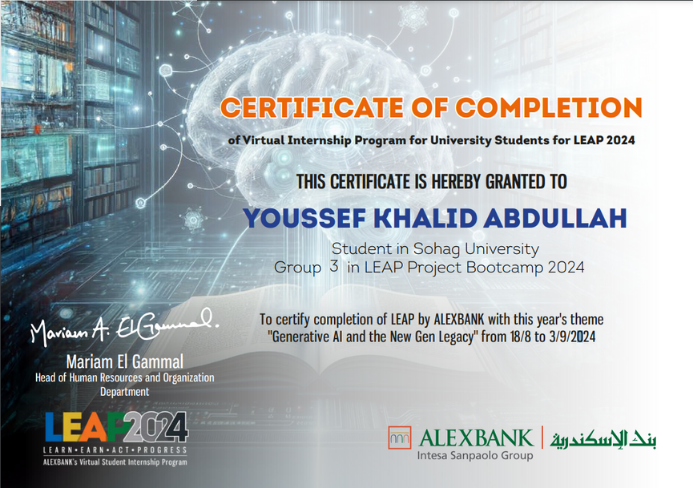 CERTIFICATE OF COMPLETION
of Virtual Internship Program for University Students for LEAP 2024
THIS CERTIFICATE IS HEREBY GRANTED TO
YOUSSEF KHALID ABDULLAH
Student in Sohag University
Group 3 in LEAP Project Bootcamp 2024
To certify completion of LEAP by ALEXBANK with this year's theme
"Generative AI and the New Gen Legacy" from 18/8 to 3/9/2024
Mariam A. El Gammal.
Mariam El Gammal
Head of Human Resources and Organization
Department
LEAP2024
LEARN•EARN•ACT•PROGRESS
ALEXBANK's Virtual Student Internship Program
ALEXBANK | بنك الإسكندرية
Intesa Sanpaolo Group